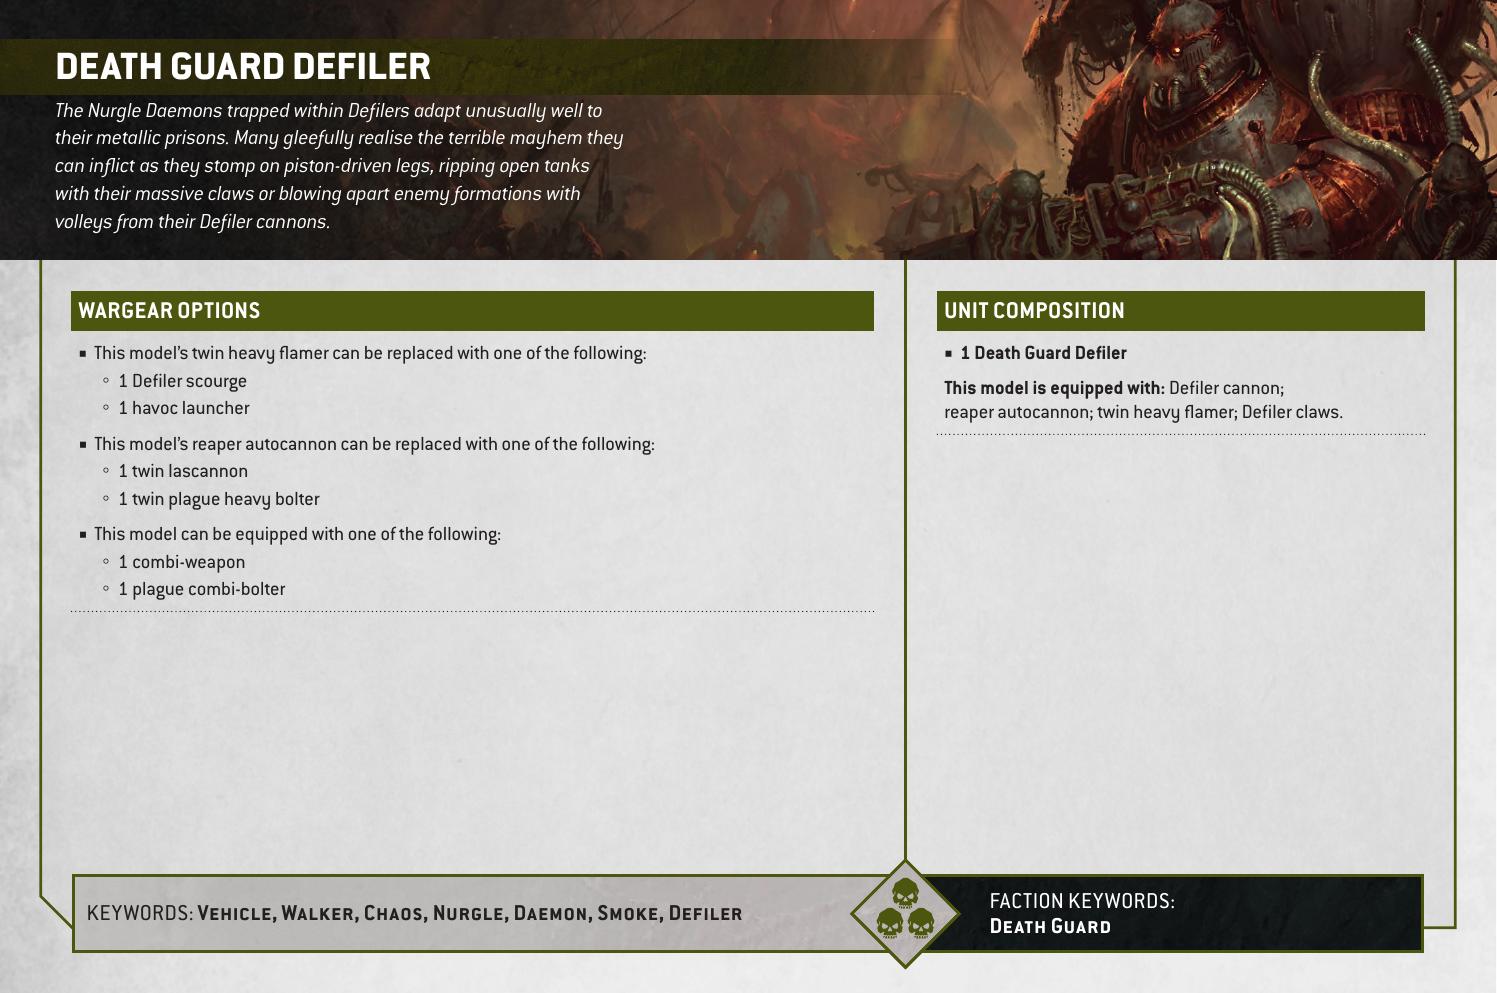 DEATH GUARD DEFILER
The Nurgle Daemons trapped within Defilers adapt unusually well to
their metallic prisons. Many gleefully realise the terrible mayhem they
can inflict as they stomp on piston-driven legs, ripping open tanks
with their massive claws or blowing apart enemy formations with
volleys from their Defiler cannons.
WARGEAR OPTIONS
▪ This model’s twin heavy flamer can be replaced with one of the following:
◦ 1 Defiler scourge
◦ 1 havoc launcher
▪ This model’s reaper autocannon can be replaced with one of the following:
◦ 1 twin lascannon
◦ 1 twin plague heavy bolter
▪ This model can be equipped with one of the following:
◦ 1 combi-weapon
◦ 1 plague combi-bolter
UNIT COMPOSITION
▪ 1 Death Guard Defiler
This model is equipped with: Defiler cannon;
reaper autocannon; twin heavy flamer; Defiler claws.
KEYWORDS: Vehicle, Walker, Chaos, Nurgle, Daemon, Smoke, Defiler
FACTION KEYWORDS:
Death Guard